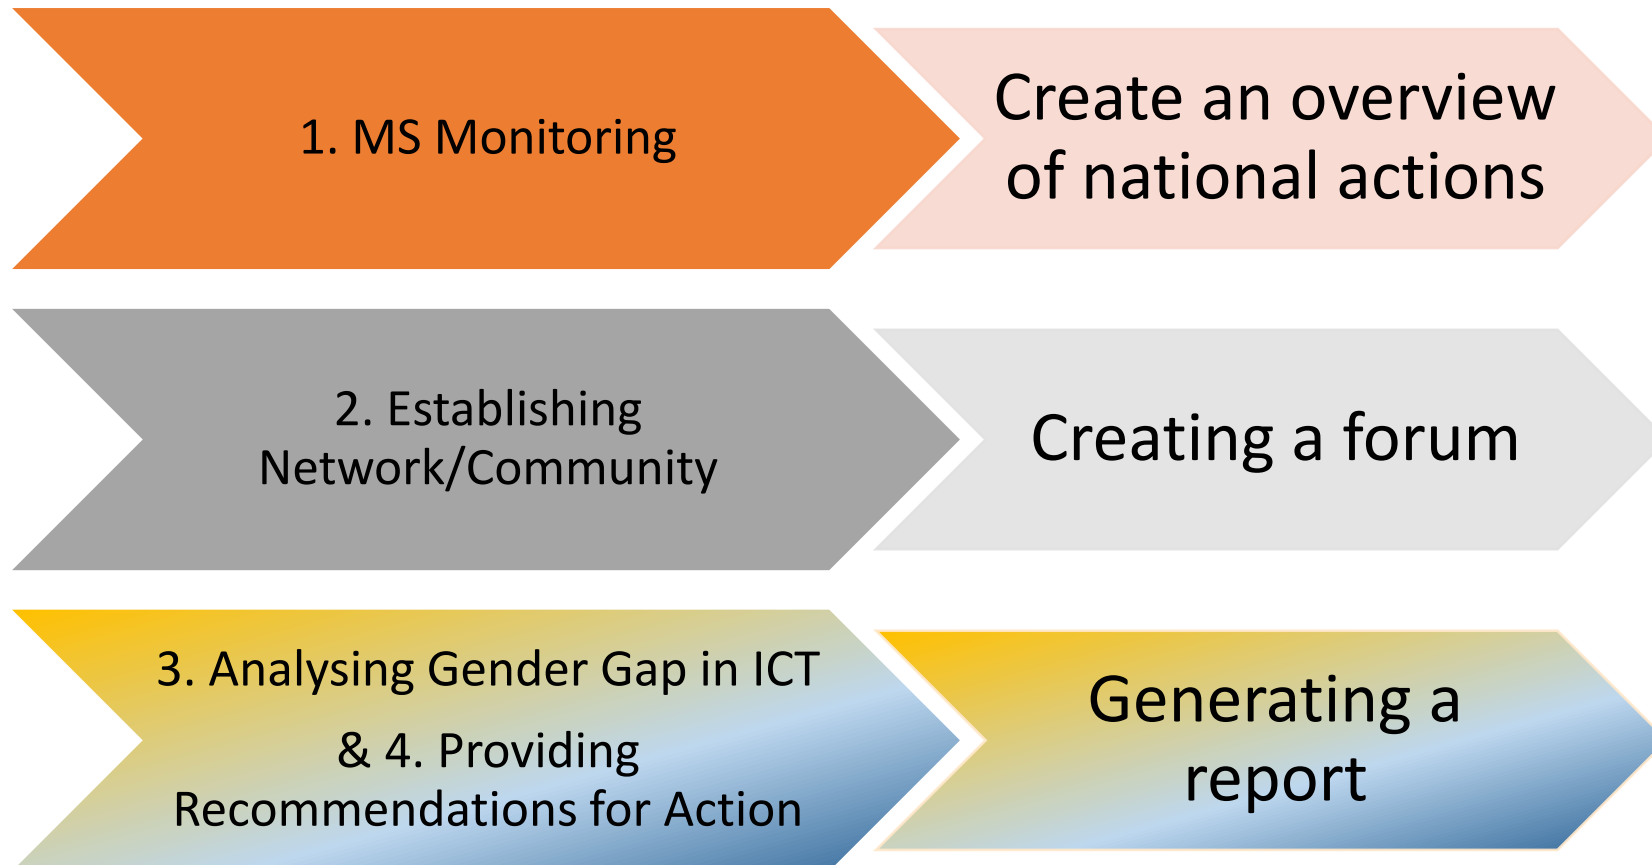 1. MS Monitoring
Create an overview
of national actions
2. Establishing
Network/Community
Creating a forum
3. Analysing Gender Gap in ICT
& 4. Providing
Recommendations for Action
Generating a
report